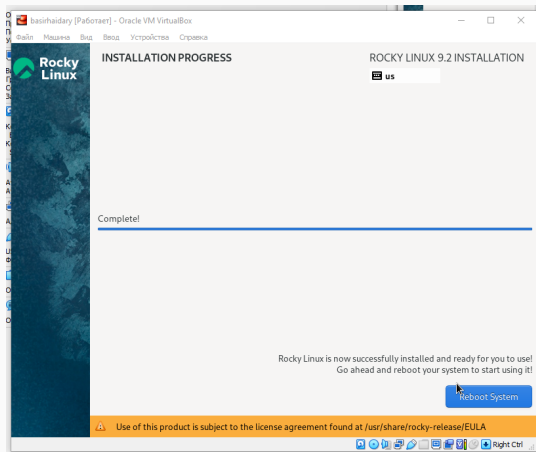 basirhaidary [Работает] - Oracle VM VirtualBox
Файл Машина Вид Ввод Устройства Справка
Rocky
Linux
INSTALLATION PROGRESS
ROCKY LINUX 9.2 INSTALLATION
us
Complete!
Rocky Linux is now successfully installed and ready for you to use!
Go ahead and reboot your system to start using it!
Reboot System
Use of this product is subject to the license agreement found at /usr/share/rocky-release/EULA
Right Ctrl